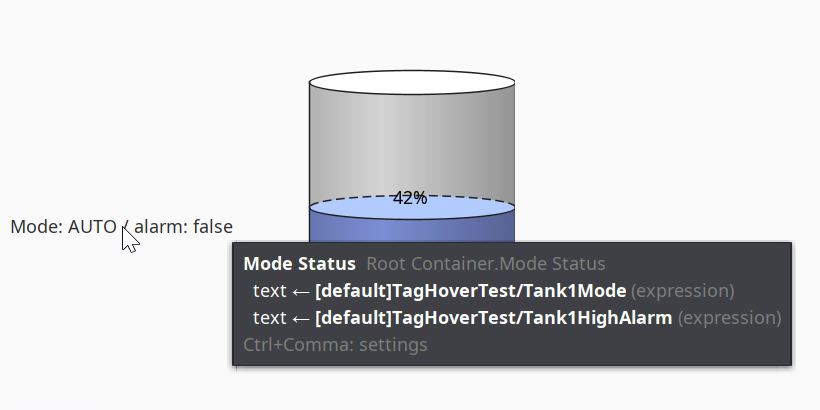 42%
Mode: AUTO / alarm: false
Mode Status Root Container.Mode Status
text ← [default]TagHoverTest/Tank1Mode (expression)
text ← [default]TagHoverTest/Tank1HighAlarm (expression)
Ctrl+Comma: settings